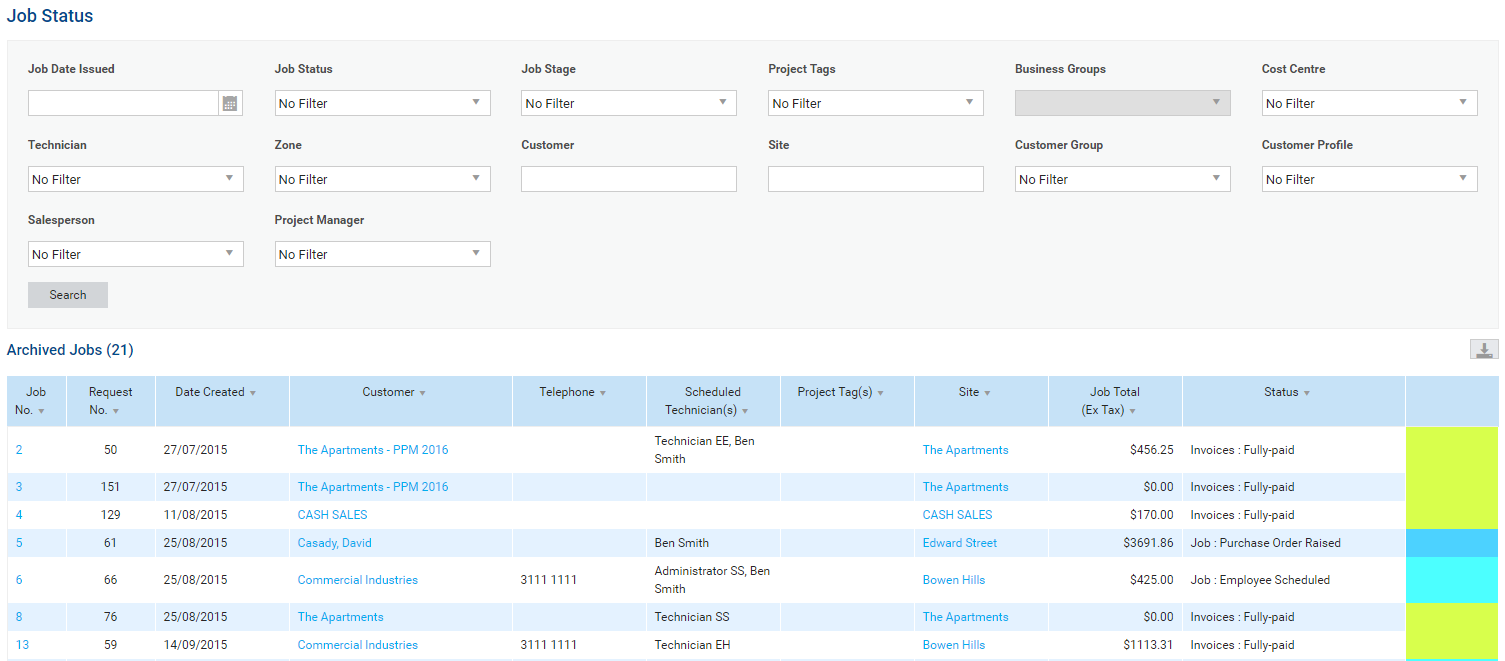 Job Status
Job Date Issued Job Status Job Stage Project Tags Business Groups Cost Centre
No Filter No Filter No Filter No Filter
Technician Zone Customer Site Customer Group Customer Profile
No Filter No Filter No Filter No Filter
Salesperson Project Manager
No Filter No Filter
Search
Archived Jobs (21)
Job No. Request No. Date Created Customer Telephone Scheduled Technician(s) Project Tag(s) Site Job Total (Ex Tax) Status
2 50 27/07/2015 The Apartments - PPM 2016 Technician EE, Ben Smith The Apartments $456.25 Invoices : Fully-paid
3 151 27/07/2015 The Apartments - PPM 2016 The Apartments $0.00 Invoices : Fully-paid
4 129 11/08/2015 CASH SALES CASH SALES $170.00 Invoices : Fully-paid
5 61 25/08/2015 Casady, David Ben Smith Edward Street $3691.86 Job : Purchase Order Raised
6 66 25/08/2015 Commercial Industries 3111 1111 Administrator SS, Ben Smith Bowen Hills $425.00 Job : Employee Scheduled
8 76 25/08/2015 The Apartments Technician SS The Apartments $0.00 Invoices : Fully-paid
13 59 14/09/2015 Commercial Industries 3111 1111 Technician EH Bowen Hills $1113.31 Invoices : Fully-paid